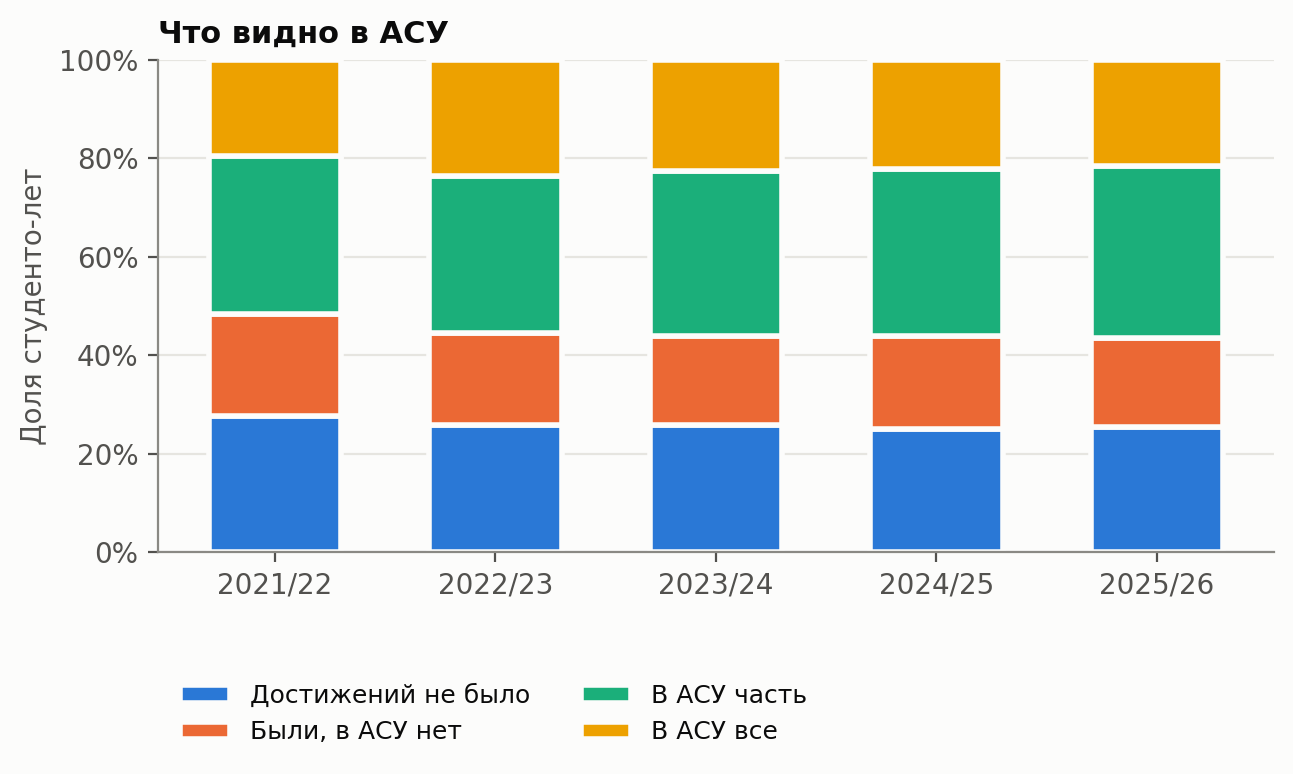 Что видно в АСУ
100%
80%
60%
40%
20%
0%
Доля студенто-лет
2021/22 2022/23 2023/24 2024/25 2025/26
Достижений не было В АСУ часть
Были, в АСУ нет В АСУ все